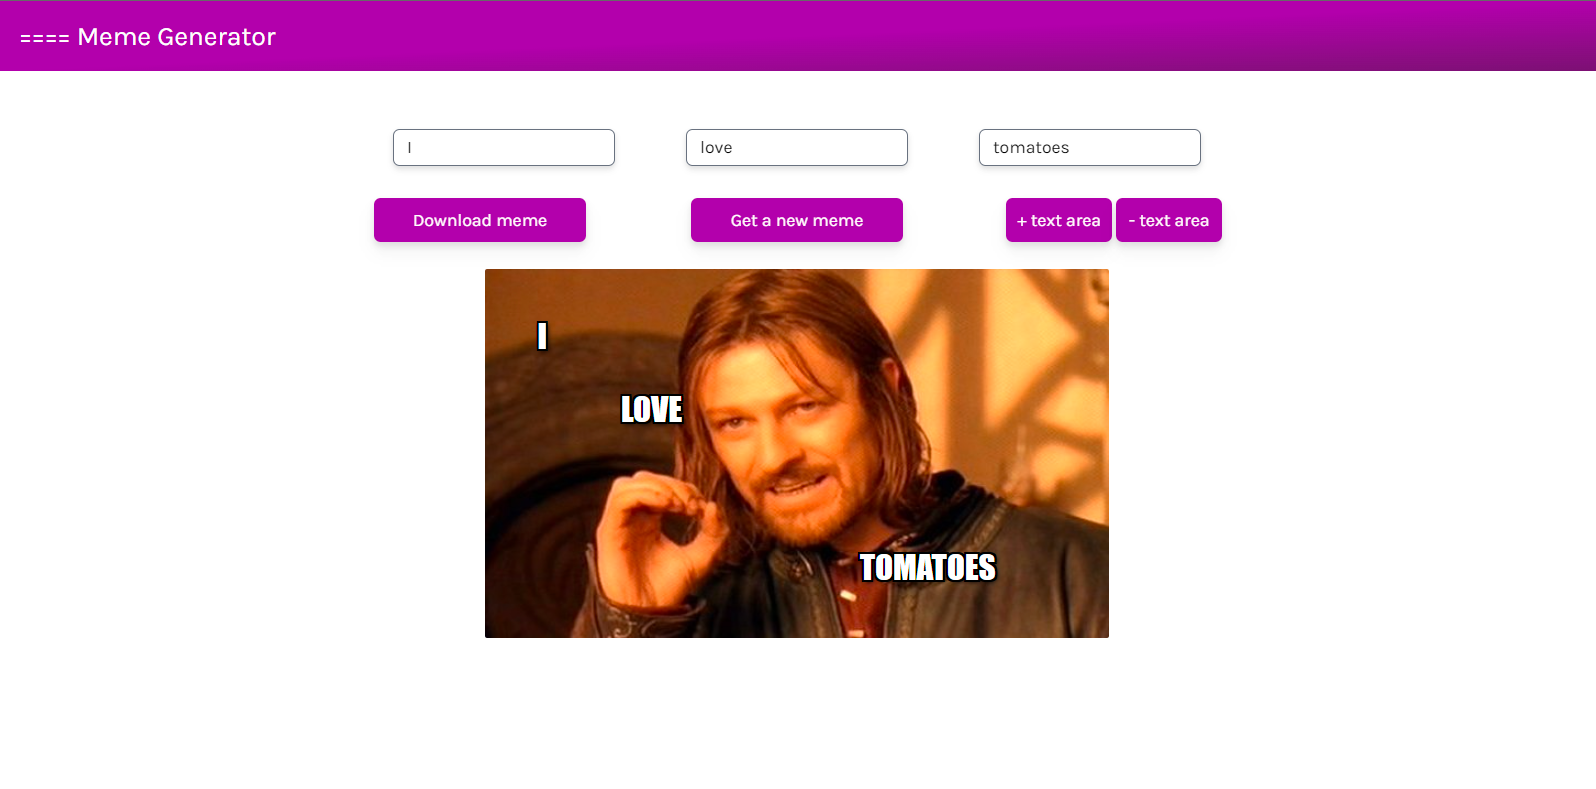 ==== Meme Generator
I
love
tomatoes
Download meme
Get a new meme
+ text area
- text area
I
LOVE
TOMATOES